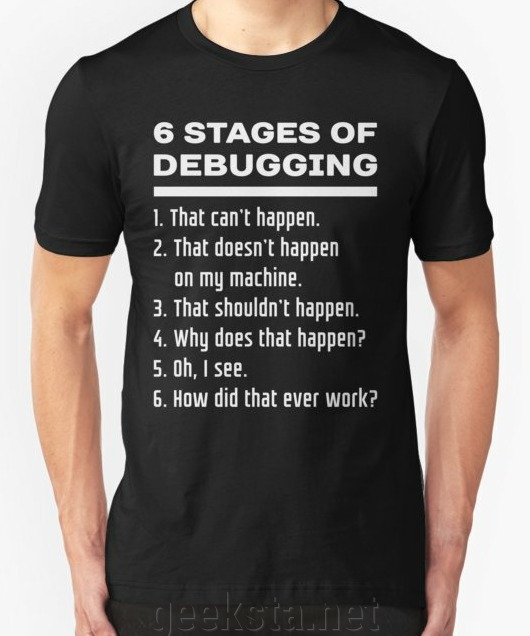 6 STAGES OF
DEBUGGING
1. That can't happen.
2. That doesn't happen
on my machine.
3. That shouldn't happen.
4. Why does that happen?
5. Oh, I see.
6. How did that ever work?
geeksta.net